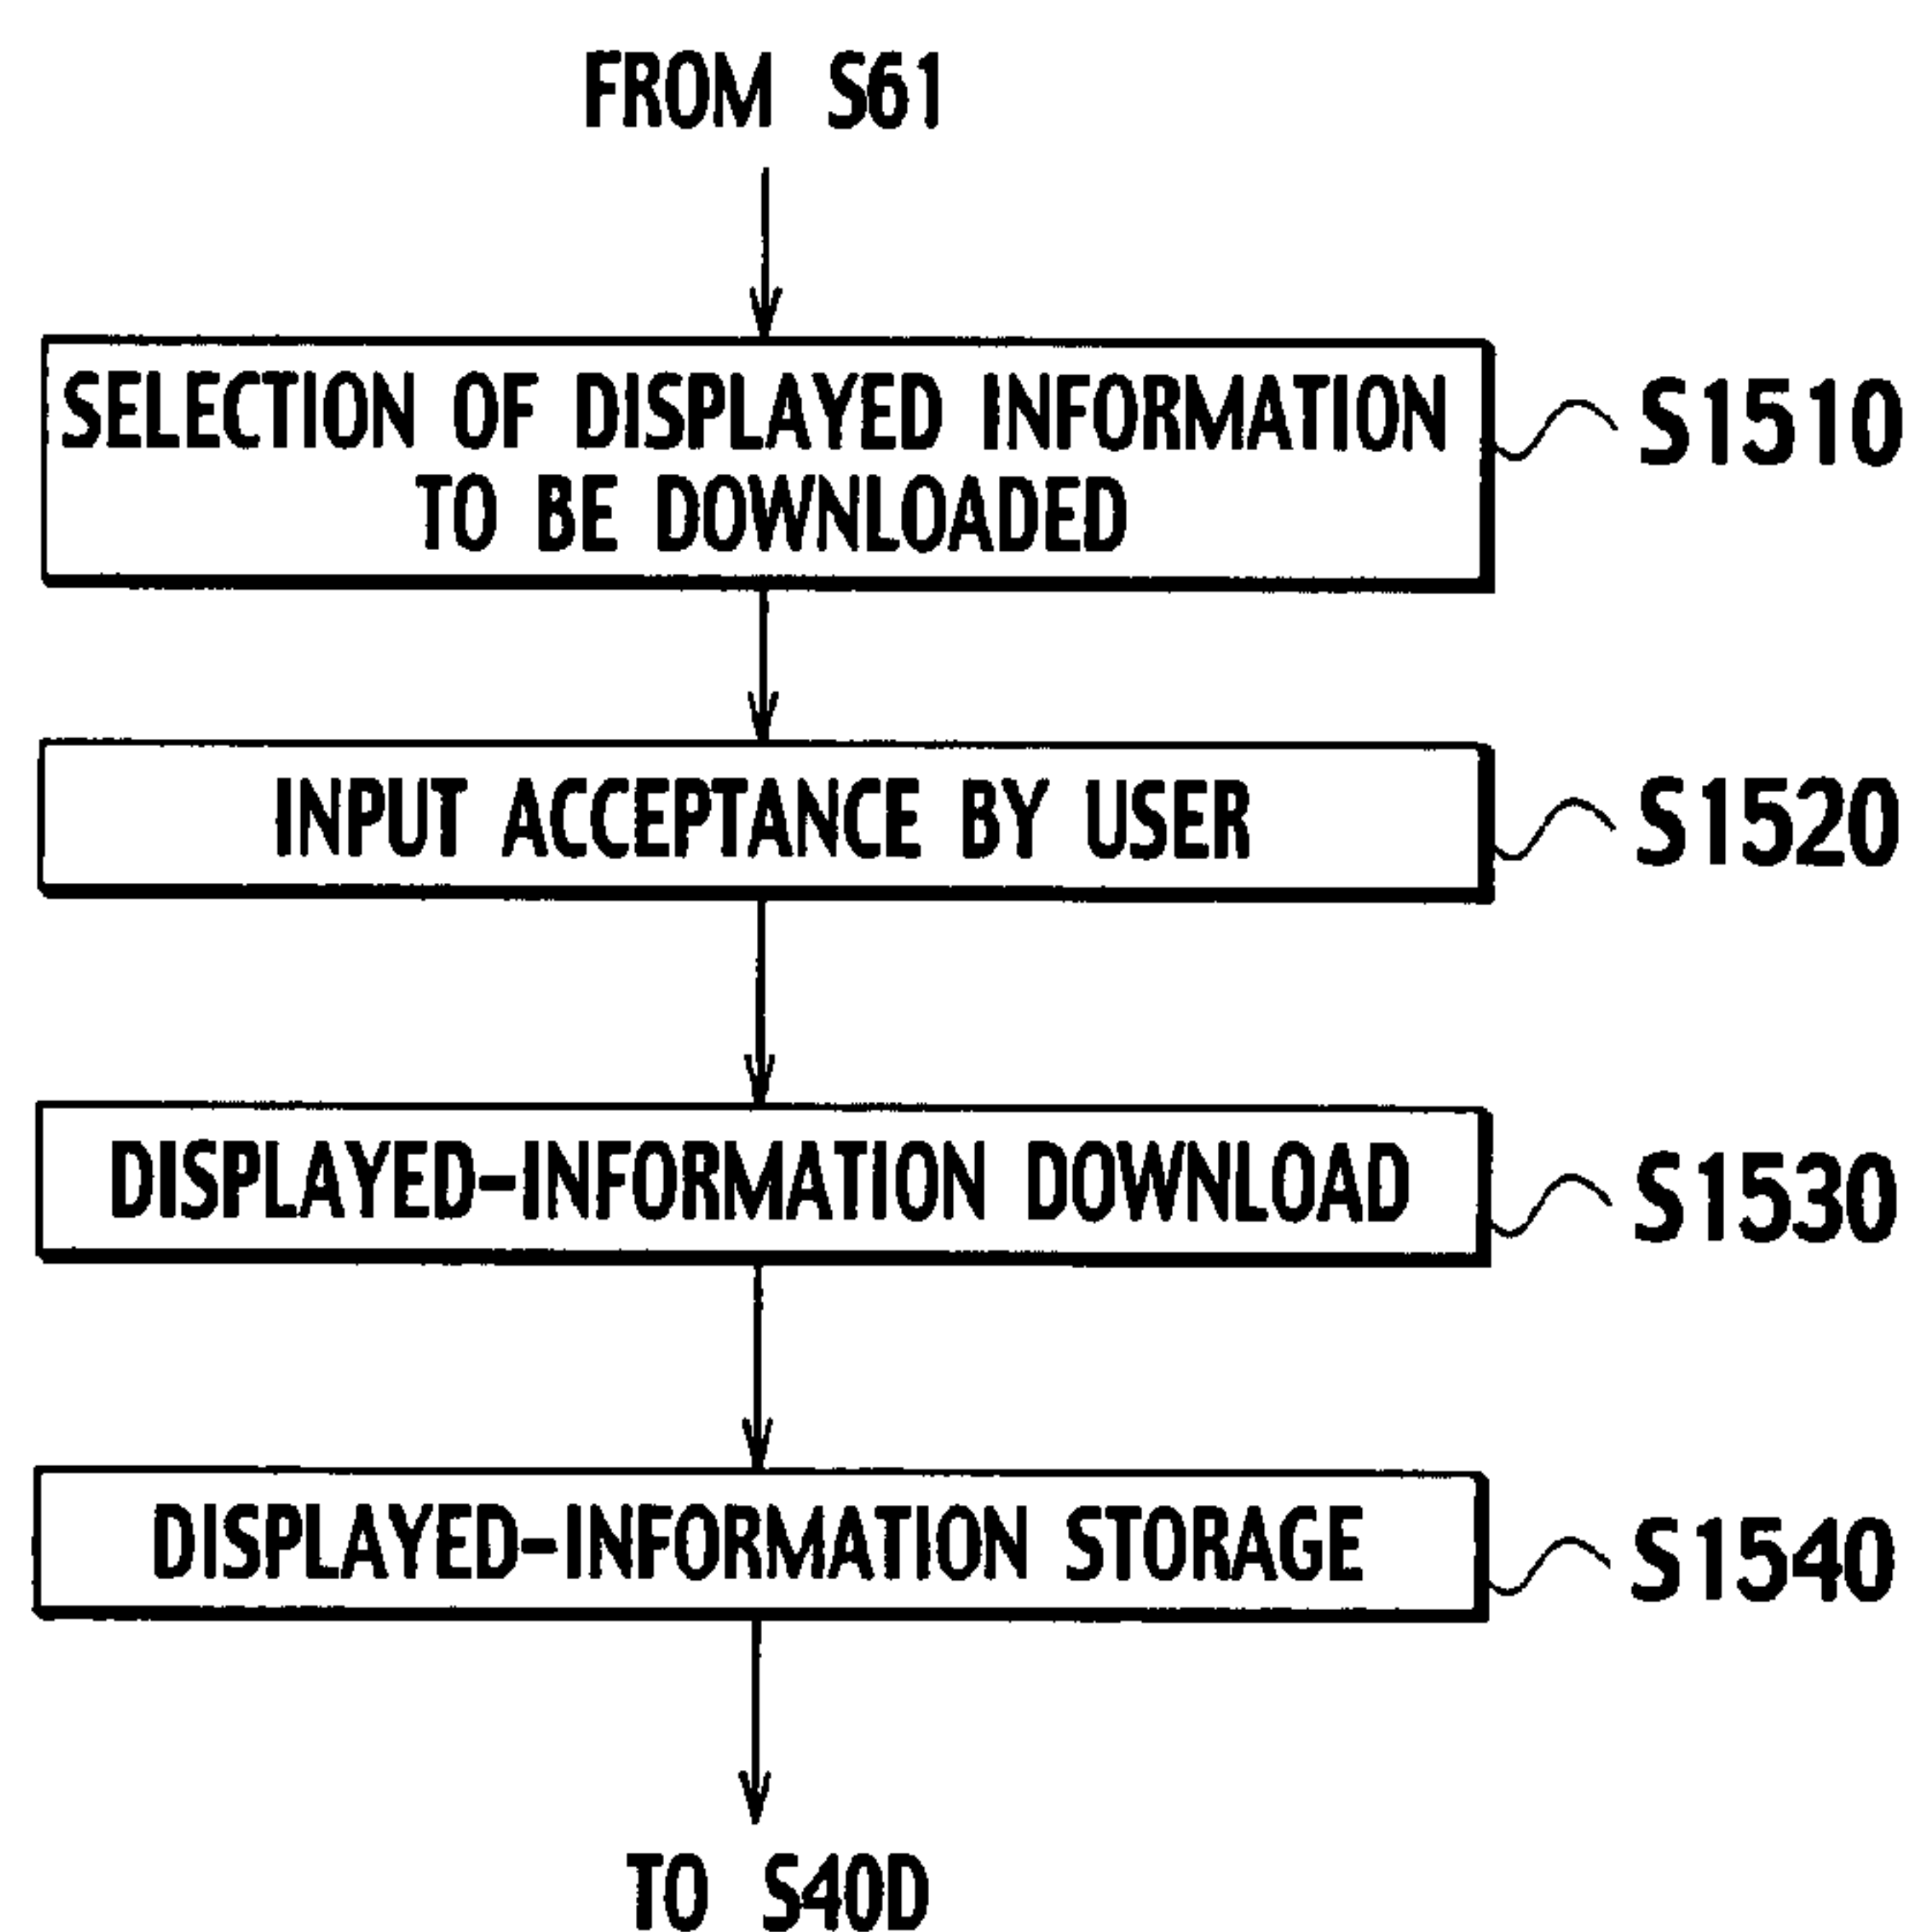 FROM S61
SELECTION OF DISPLAYED INFORMATION
TO BE DOWNLOADED
S1510
INPUT ACCEPTANCE BY USER
S1520
DISPLAYED-INFORMATION DOWNLOAD
S1530
DISPLAYED-INFORMATION STORAGE
S1540
TO S40D